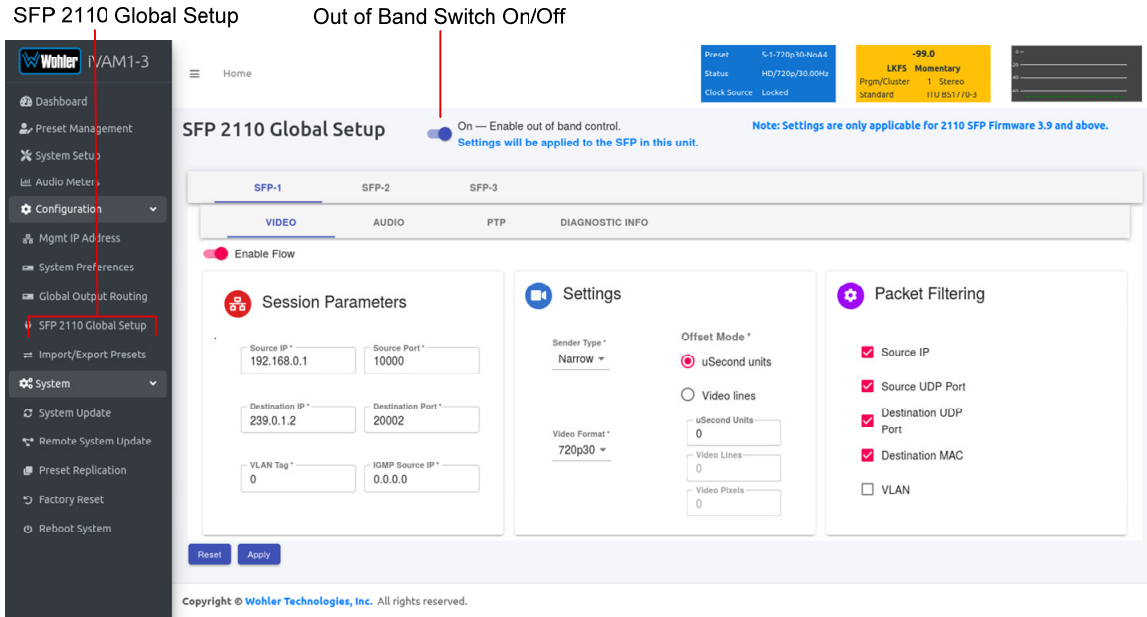 SFP 2110 Global Setup
Out of Band Switch On/Off
Wohler iVAM1-3
Home
Preset S-1-720p30-NoA4
Status HD/720p/30.00Hz
Clock Source Locked
-99.0
LKFS Momentary
Prgm/Cluster 1 Stereo
Standard ITU BS1770-3
0
-20
-40
-60
Dashboard
Preset Management
System Setup
Audio Meters
Configuration
Mgmt IP Address
System Preferences
Global Output Routing
SFP 2110 Global Setup
Import/Export Presets
System
System Update
Remote System Update
Preset Replication
Factory Reset
Reboot System
SFP 2110 Global Setup
On — Enable out of band control.
Settings will be applied to the SFP in this unit.
Note: Settings are only applicable for 2110 SFP Firmware 3.9 and above.
SFP-1 SFP-2 SFP-3
VIDEO AUDIO PTP DIAGNOSTIC INFO
Enable Flow
Session Parameters
Source IP * Source Port *
192.168.0.1 10000
Destination IP * Destination Port *
239.0.1.2 20002
VLAN Tag * IGMP Source IP *
0 0.0.0.0
Settings
Sender Type *
Narrow
Video Format *
720p30
Offset Mode *
uSecond units
Video lines
uSecond Units
0
Video Lines
0
Video Pixels
0
Packet Filtering
Source IP
Source UDP Port
Destination UDP
Port
Destination MAC
VLAN
Reset Apply
Copyright © Wohler Technologies, Inc. All rights reserved.